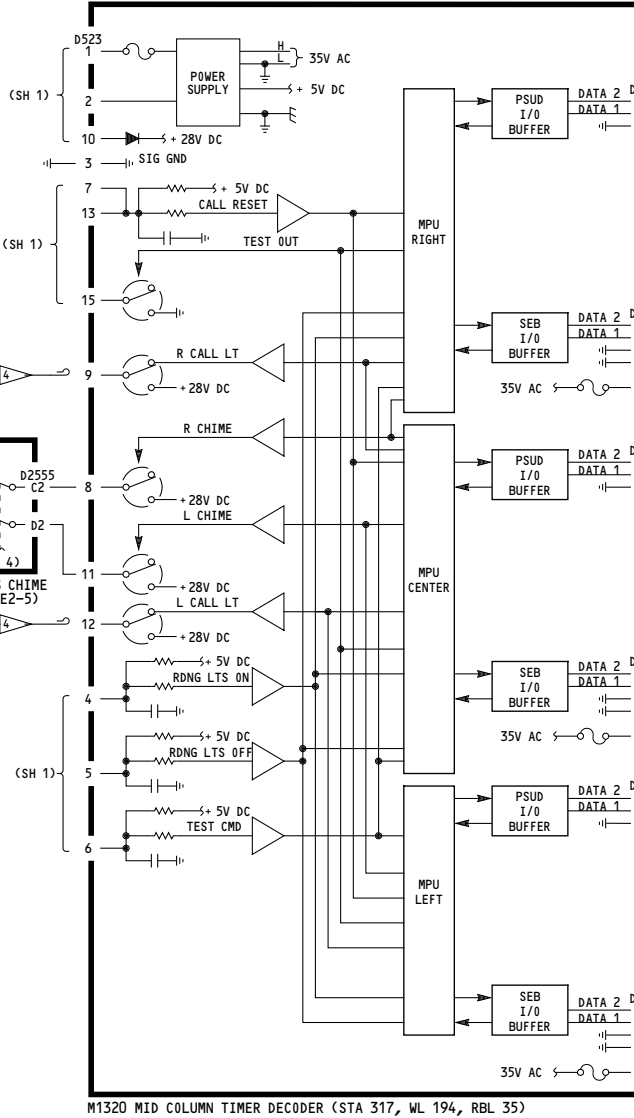 D523
1
H
L
35V AC
POWER
SUPPLY
(SH 1)
2
+ 5V DC
10
+ 28V DC
3
SIG GND
7
+ 5V DC
13
CALL RESET
(SH 1)
TEST OUT
15
MPU
RIGHT
PSUD
I/O
BUFFER
DATA 2
DATA 1
SEB
I/O
BUFFER
DATA 2
DATA 1
35V AC
4
9
R CALL LT
+ 28V DC
R CHIME
D2555
C2
8
+ 28V DC
D2
L CHIME
4)
11
+ 28V DC
CHIME
E2-5)
4
12
L CALL LT
+ 28V DC
MPU
CENTER
PSUD
I/O
BUFFER
DATA 2
DATA 1
SEB
I/O
BUFFER
DATA 2
DATA 1
35V AC
+ 5V DC
RDNG LTS ON
4
+ 5V DC
RDNG LTS OFF
(SH 1)
5
+ 5V DC
TEST CMD
6
MPU
LEFT
PSUD
I/O
BUFFER
DATA 2
DATA 1
SEB
I/O
BUFFER
DATA 2
DATA 1
35V AC
M1320 MID COLUMN TIMER DECODER (STA 317, WL 194, RBL 35)